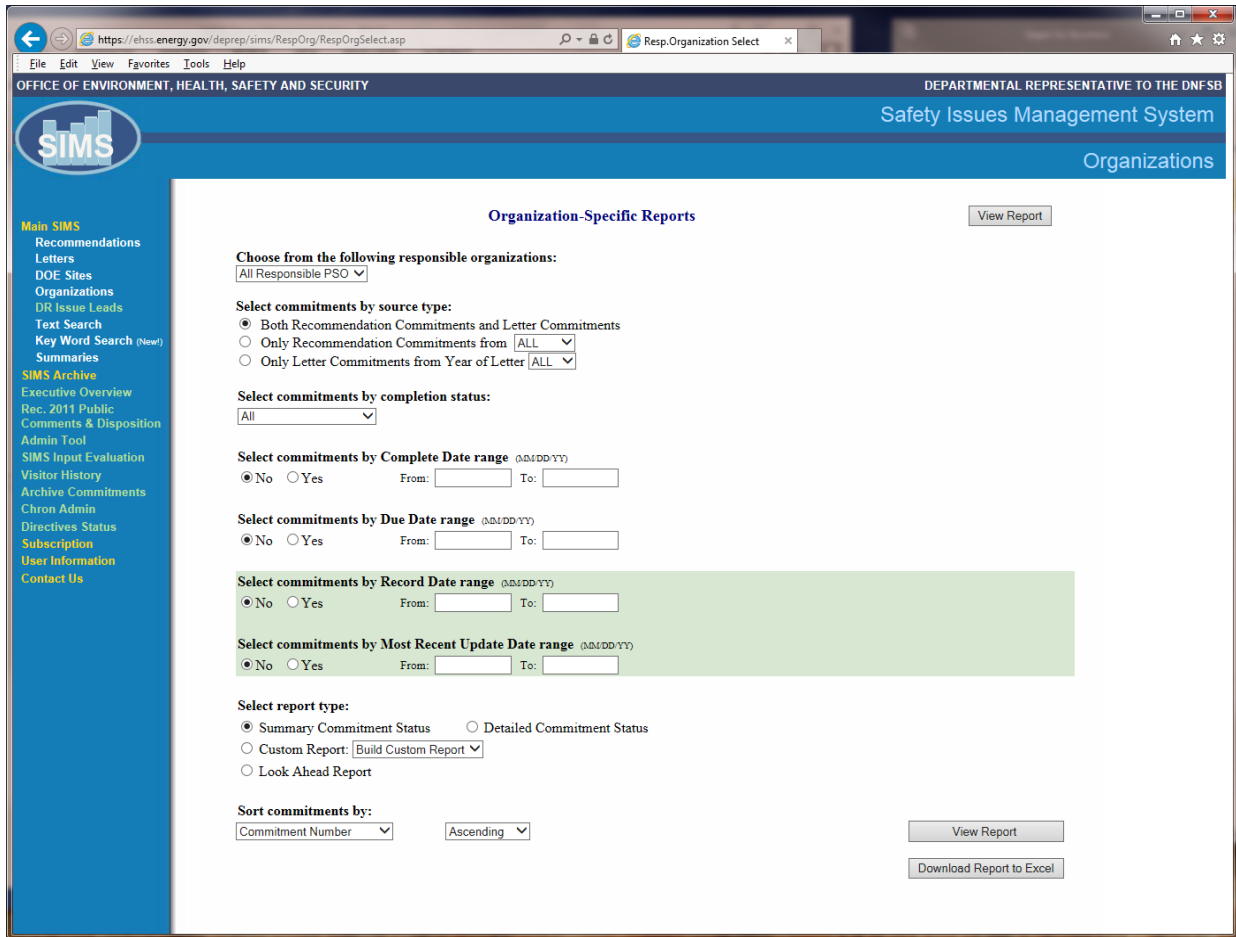 https://ehss.energy.gov/deprep/sims/RespOrg/RespOrgSelect.asp
Resp.Organization Select
File Edit View Favorites Tools Help
OFFICE OF ENVIRONMENT, HEALTH, SAFETY AND SECURITY
DEPARTMENTAL REPRESENTATIVE TO THE DNFSB
SIMS
Safety Issues Management System
Organizations
Main SIMS
Recommendations
Letters
DOE Sites
Organizations
DR Issue Leads
Text Search
Key Word Search (New!)
Summaries
SIMS Archive
Executive Overview
Rec. 2011 Public
Comments & Disposition
Admin Tool
SIMS Input Evaluation
Visitor History
Archive Commitments
Chron Admin
Directives Status
Subscription
User Information
Contact Us
Organization-Specific Reports
View Report
Choose from the following responsible organizations:
All Responsible PSO
Select commitments by source type:
Both Recommendation Commitments and Letter Commitments
Only Recommendation Commitments from ALL
Only Letter Commitments from Year of Letter ALL
Select commitments by completion status:
All
Select commitments by Complete Date range (MM/DD/YY)
No Yes From: To:
Select commitments by Due Date range (MM/DD/YY)
No Yes From: To:
Select commitments by Record Date range (MM/DD/YY)
No Yes From: To:
Select commitments by Most Recent Update Date range (MM/DD/YY)
No Yes From: To:
Select report type:
Summary Commitment Status Detailed Commitment Status
Custom Report: Build Custom Report
Look Ahead Report
Sort commitments by:
Commitment Number Ascending
View Report
Download Report to Excel